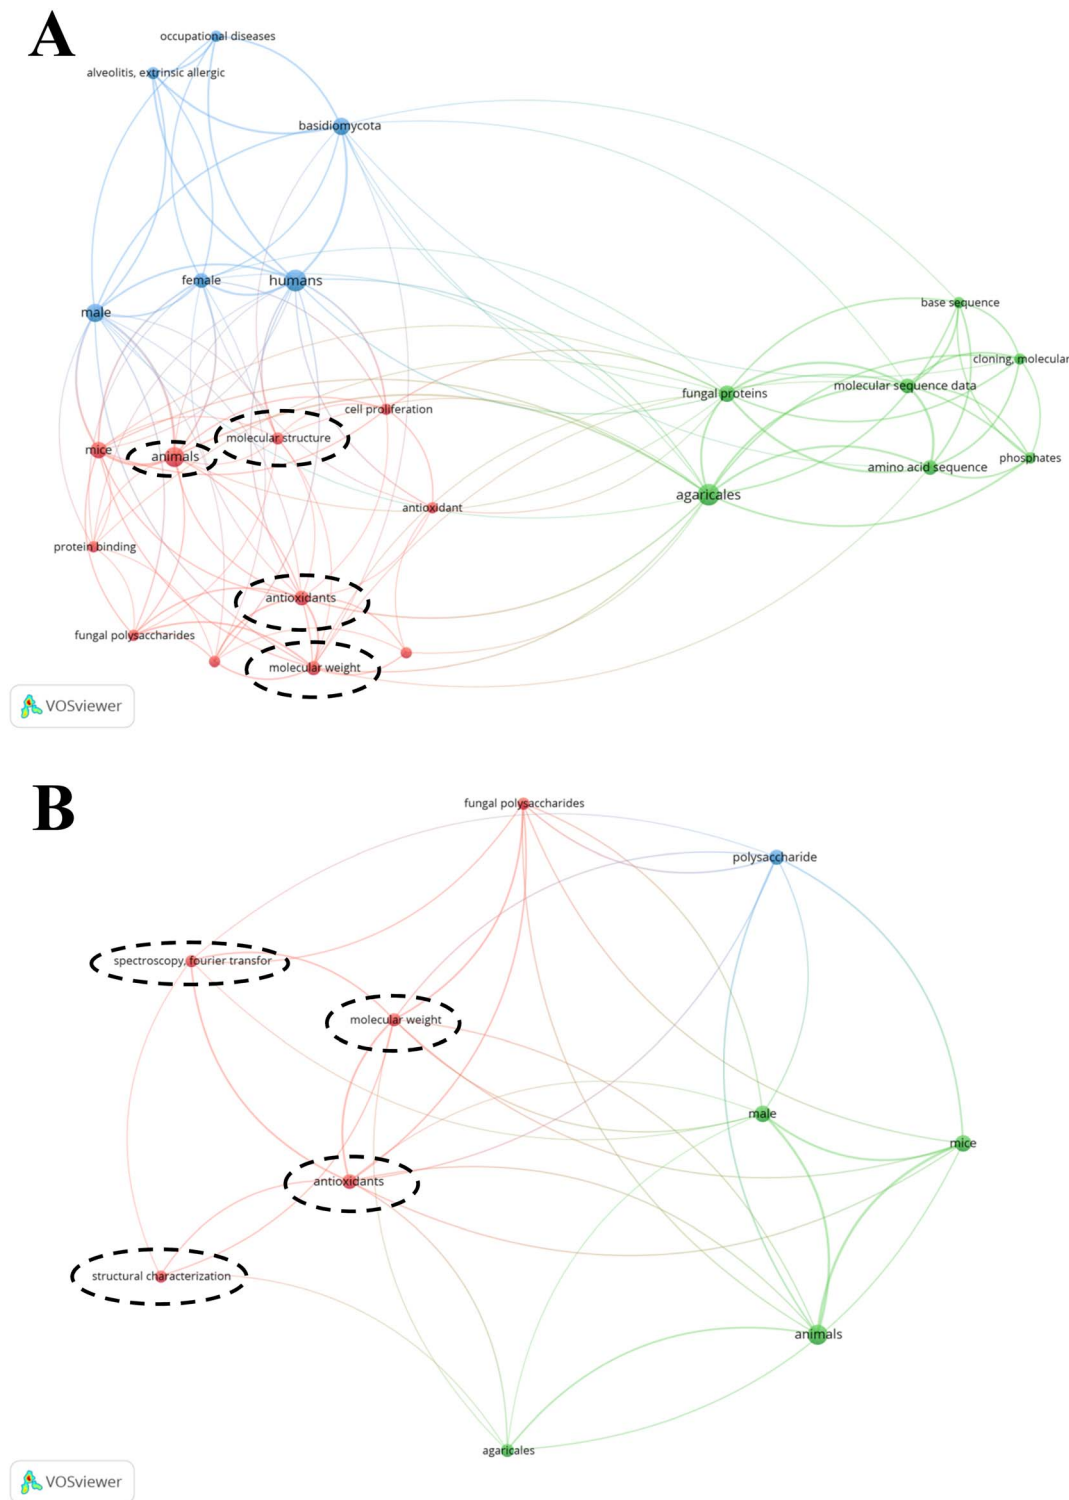 A
occupational diseases
alveolitis, extrinsic allergic
basidiomycota
female
humans
male
base sequence
cloning, molecular
molecular sequence data
fungal proteins
cell proliferation
molecular structure
mice
animals
phosphates
amino acid sequence
agaricales
antioxidant
protein binding
antioxidants
fungal polysaccharides
molecular weight
VOSviewer
B
fungal polysaccharides
polysaccharide
spectroscopy, fourier transfor
molecular weight
male
mice
antioxidants
structural characterization
animals
agaricales
VOSviewer